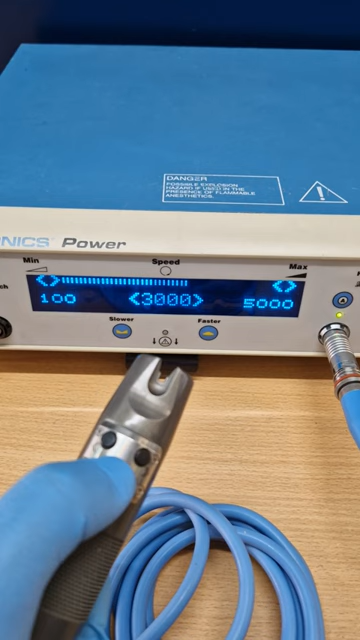 DANGER
POSSIBLE EXPLOSION
HAZARD IF USED IN THE
PRESENCE OF FLAMMABLE
ANESTHETICS.
NICS Power
Min Speed Max
100 <3000> 5000
Slower Faster